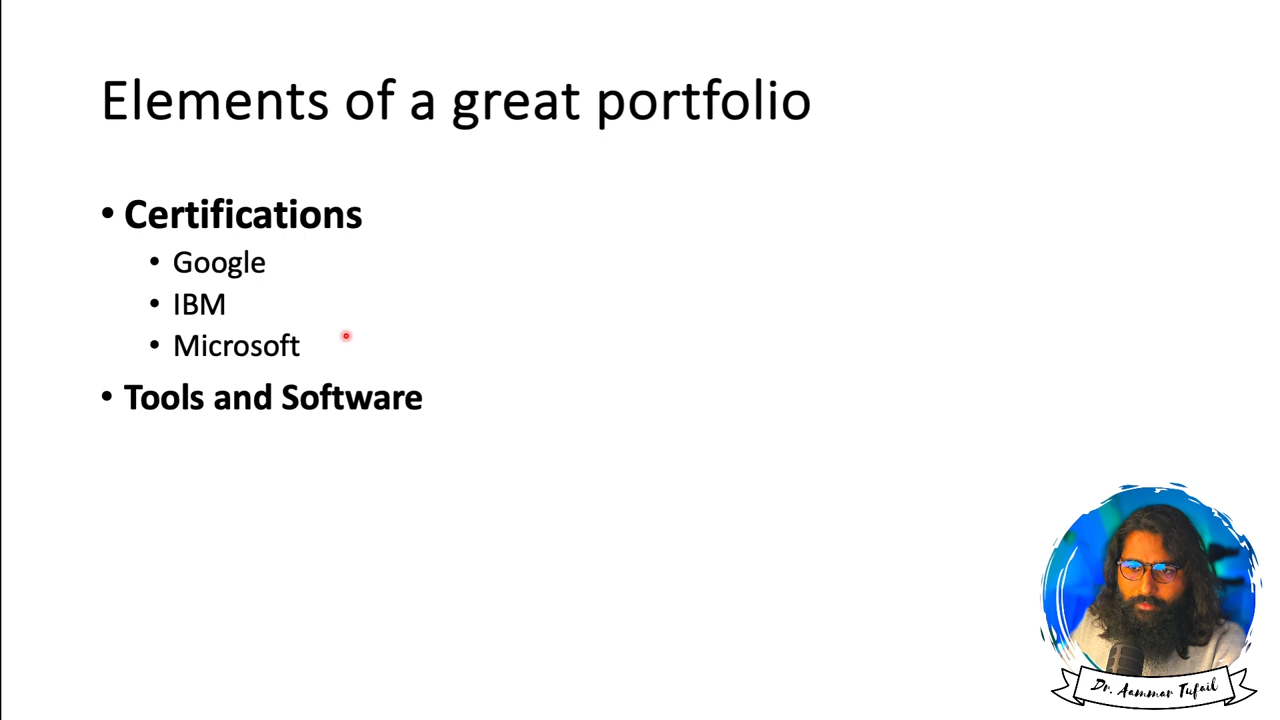 Elements of a great portfolio
• Certifications
• Google
• IBM
• Microsoft
• Tools and Software
Dr. Aammar Tufail